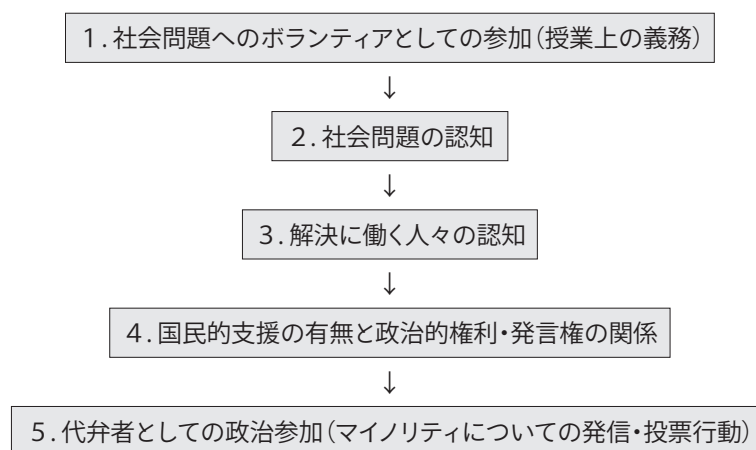 １．社会問題へのボランティアとしての参加（授業上の義務）
↓
２．社会問題の認知
↓
３．解決に働く人々の認知
↓
４．国民的支援の有無と政治的権利・発言権の関係
↓
５．代弁者としての政治参加（マイノリティについての発信・投票行動）